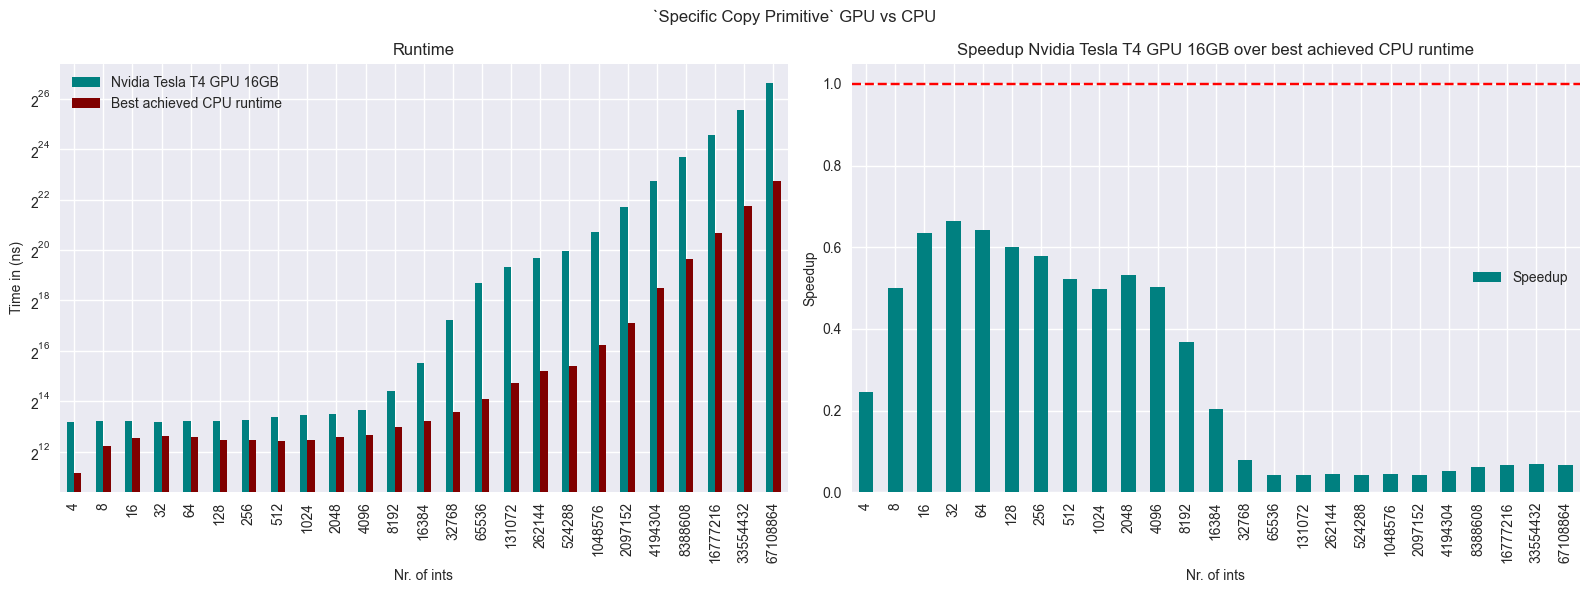 `Specific Copy Primitive` GPU vs CPU
Runtime
Nvidia Tesla T4 GPU 16GB
Best achieved CPU runtime
Time in (ns)
2^26
2^24
2^22
2^20
2^18
2^16
2^14
2^12
4 8 16 32 64 128 256 512 1024 2048 4096 8192 16384 32768 65536 131072 262144 524288 1048576 2097152 4194304 8388608 16777216 33554432 67108864
Nr. of ints
Speedup Nvidia Tesla T4 GPU 16GB over best achieved CPU runtime
Speedup
1.0
0.8
0.6
0.4
0.2
0.0
Speedup
4 8 16 32 64 128 256 512 1024 2048 4096 8192 16384 32768 65536 131072 262144 524288 1048576 2097152 4194304 8388608 16777216 33554432 67108864
Nr. of ints